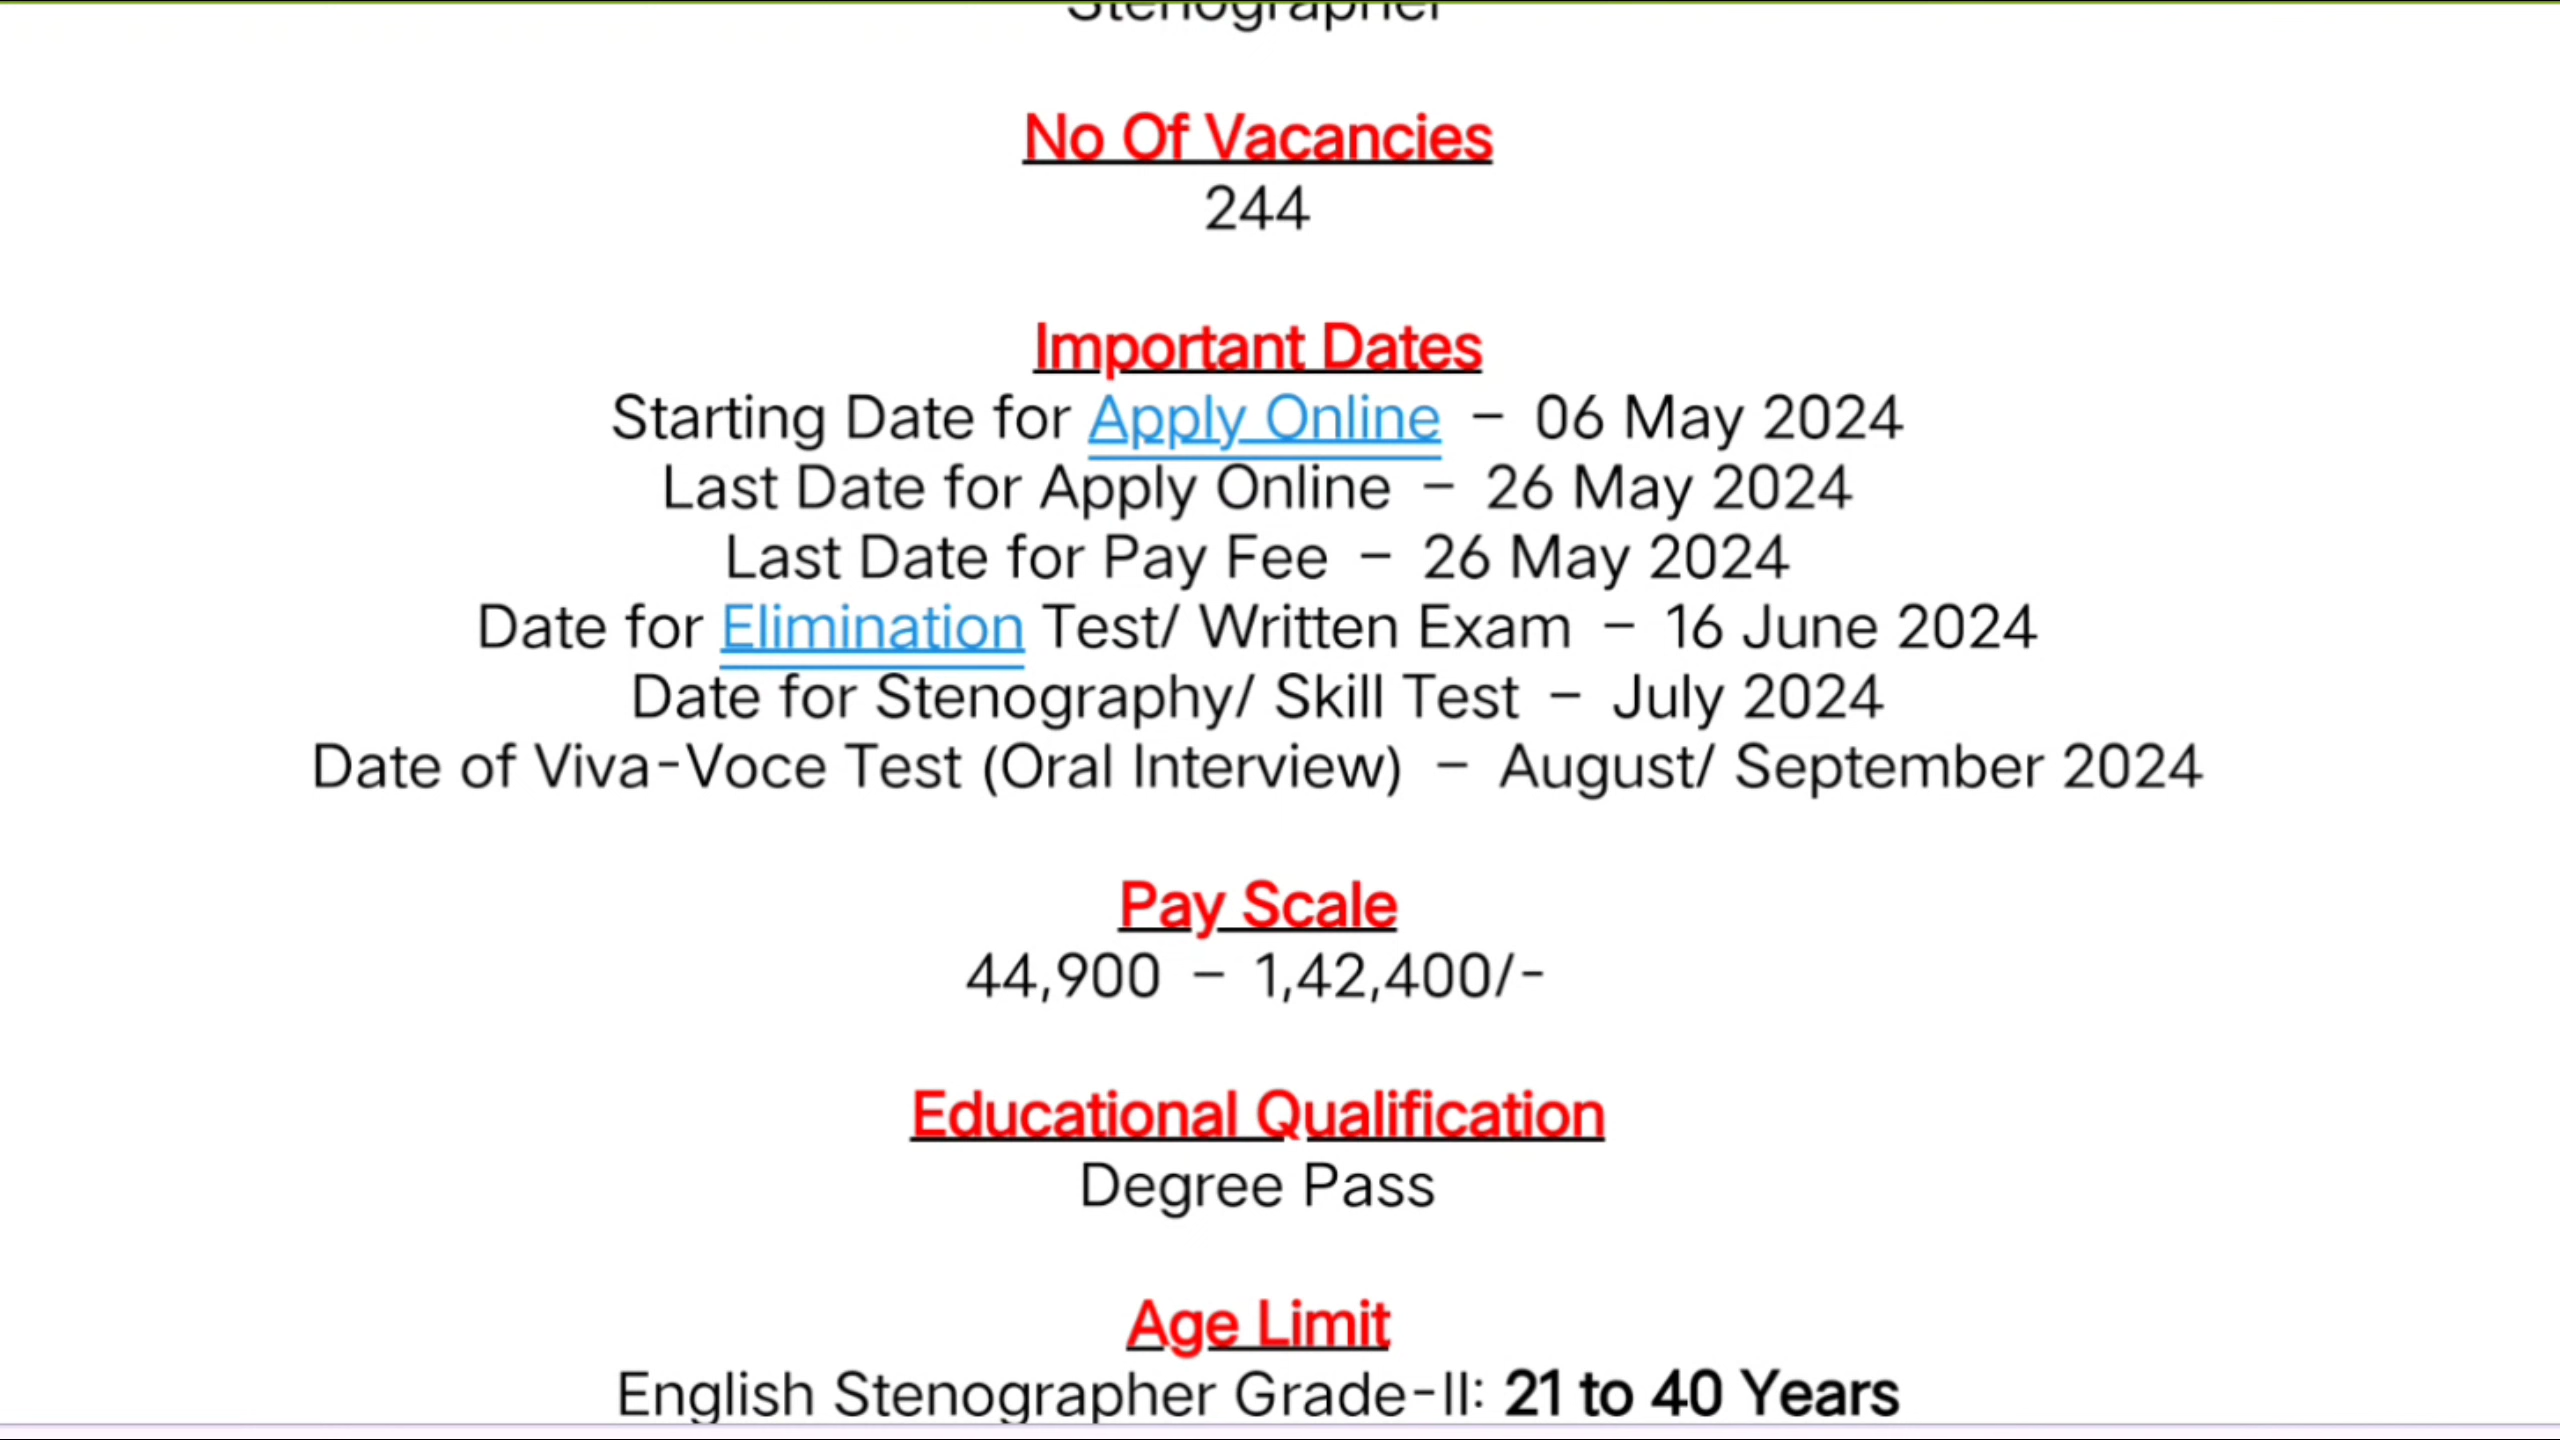 Stenographer
No Of Vacancies
244
Important Dates
Starting Date for Apply Online – 06 May 2024
Last Date for Apply Online – 26 May 2024
Last Date for Pay Fee – 26 May 2024
Date for Elimination Test/ Written Exam – 16 June 2024
Date for Stenography/ Skill Test – July 2024
Date of Viva-Voce Test (Oral Interview) – August/ September 2024
Pay Scale
44,900 – 1,42,400/-
Educational Qualification
Degree Pass
Age Limit
English Stenographer Grade-II: 21 to 40 Years